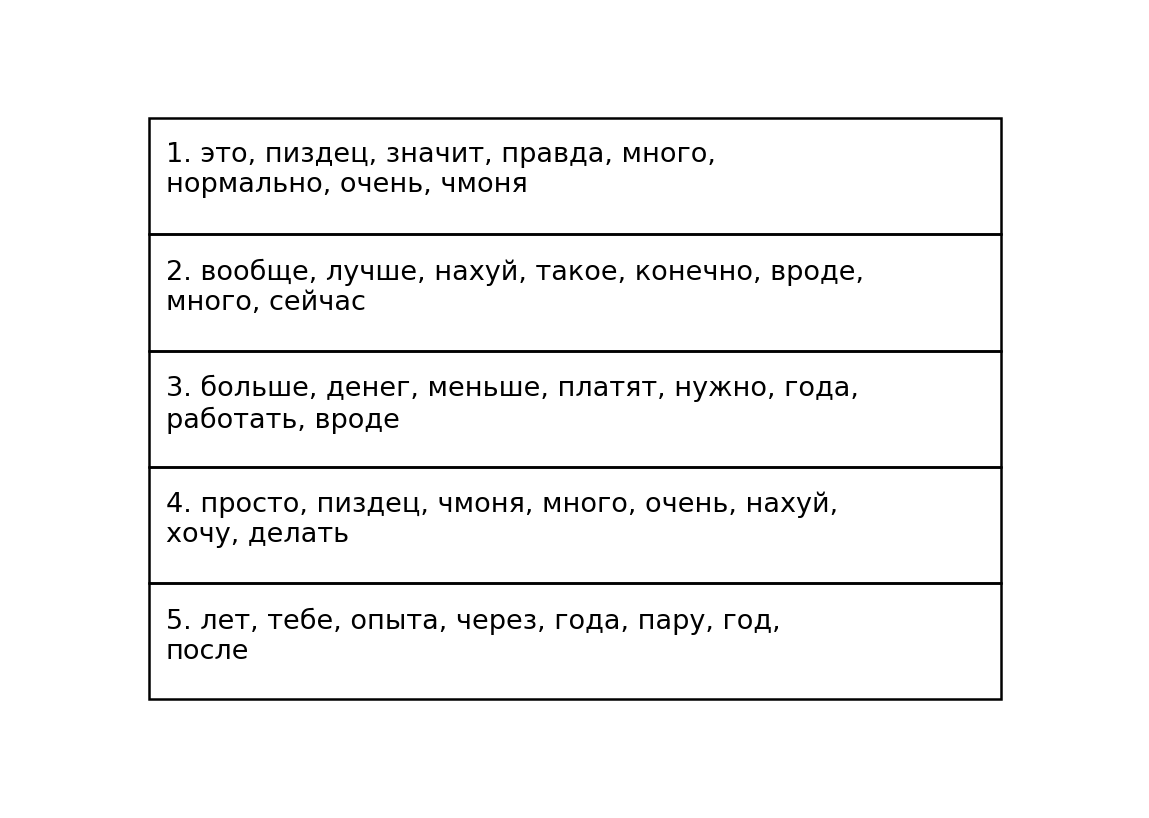 1. это, пиздец, значит, правда, много,
нормально, очень, чмоня
2. вообще, лучше, нахуй, такое, конечно, вроде,
много, сейчас
3. больше, денег, меньше, платят, нужно, года,
работать, вроде
4. просто, пиздец, чмоня, много, очень, нахуй,
хочу, делать
5. лет, тебе, опыта, через, года, пару, год,
после